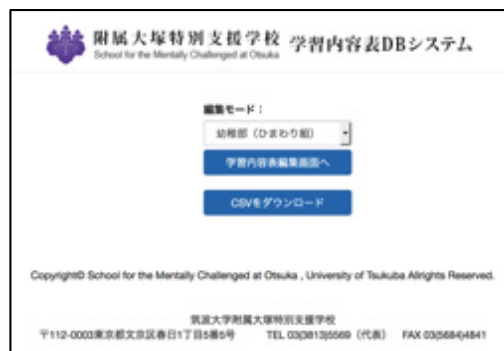 附属大塚特別支援学校 学習内容表DBシステム
School for the Mentally Challenged at Otsuka
編集モード：
幼稚部（ひまわり組）
学習内容表編集画面へ
CSVをダウンロード
Copyright© School for the Mentally Challenged at Otsuka , University of Tsukuba Allrights Reserved.
筑波大学附属大塚特別支援学校
〒112-0003東京都文京区春日1丁目5番5号 TEL 03(3813)5569（代表） FAX 03(5684)4841